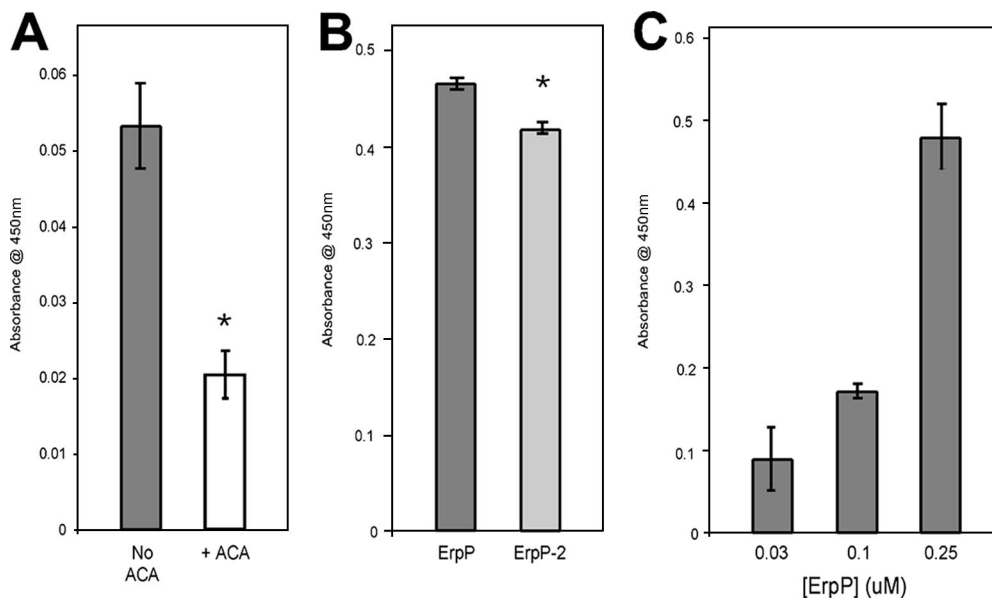 A
Absorbance @ 450nm
0.06
0.05
0.04
0.03
0.02
0.01
0
*
No
ACA
+ ACA
B
Absorbance @ 450nm
0.5
0.4
0.3
0.2
0.1
0
*
ErpP
ErpP-2
C
Absorbance @ 450nm
0.6
0.5
0.4
0.3
0.2
0.1
0
0.03
0.1
0.25
[ErpP] (uM)